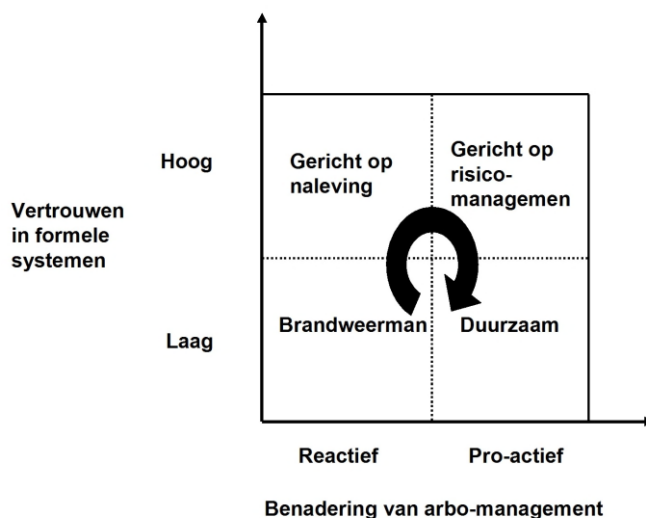 Hoog
Gericht op
naleving
Gericht op
risico-
managemen
Vertrouwen
in formele
systemen
Laag
Brandweerman
Duurzaam
Reactief
Pro-actief
Benadering van arbo-management